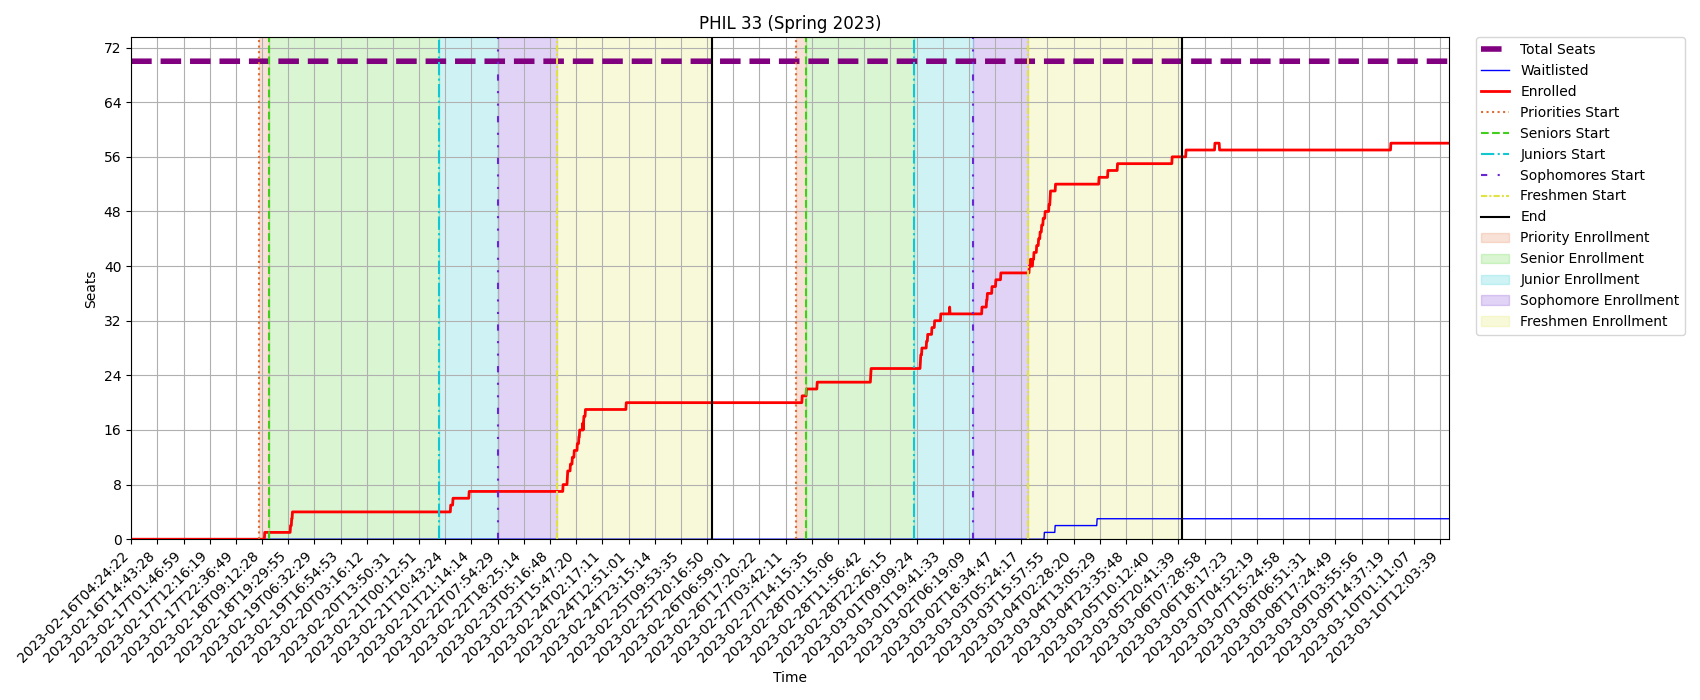 PHIL 33 (Spring 2023)
Seats
72
64
56
48
40
32
24
16
8
0
2023-02-16T04:24:22
2023-02-16T14:43:28
2023-02-17T01:46:59
2023-02-17T12:16:19
2023-02-17T22:36:49
2023-02-18T09:12:28
2023-02-18T19:29:55
2023-02-19T06:32:29
2023-02-19T16:54:53
2023-02-20T03:16:12
2023-02-20T13:50:31
2023-02-21T00:12:51
2023-02-21T10:43:24
2023-02-21T21:14:14
2023-02-22T07:54:29
2023-02-22T18:25:14
2023-02-23T05:16:48
2023-02-23T15:47:20
2023-02-24T02:17:11
2023-02-24T12:51:01
2023-02-24T23:15:14
2023-02-25T09:53:35
2023-02-25T20:16:50
2023-02-26T06:59:01
2023-02-26T17:20:22
2023-02-27T03:42:11
2023-02-27T14:15:35
2023-02-28T01:15:06
2023-02-28T11:56:42
2023-02-28T22:26:15
2023-03-01T09:09:24
2023-03-01T19:41:33
2023-03-02T06:19:09
2023-03-02T18:34:47
2023-03-03T05:24:17
2023-03-03T15:57:55
2023-03-04T02:28:20
2023-03-04T13:05:29
2023-03-04T23:35:48
2023-03-05T10:12:40
2023-03-05T20:41:39
2023-03-06T07:28:58
2023-03-06T18:17:23
2023-03-07T04:52:19
2023-03-07T15:24:58
2023-03-08T06:51:31
2023-03-08T17:24:49
2023-03-09T03:55:56
2023-03-09T14:37:19
2023-03-10T01:11:07
2023-03-10T12:03:39
Time
Total Seats
Waitlisted
Enrolled
Priorities Start
Seniors Start
Juniors Start
Sophomores Start
Freshmen Start
End
Priority Enrollment
Senior Enrollment
Junior Enrollment
Sophomore Enrollment
Freshmen Enrollment